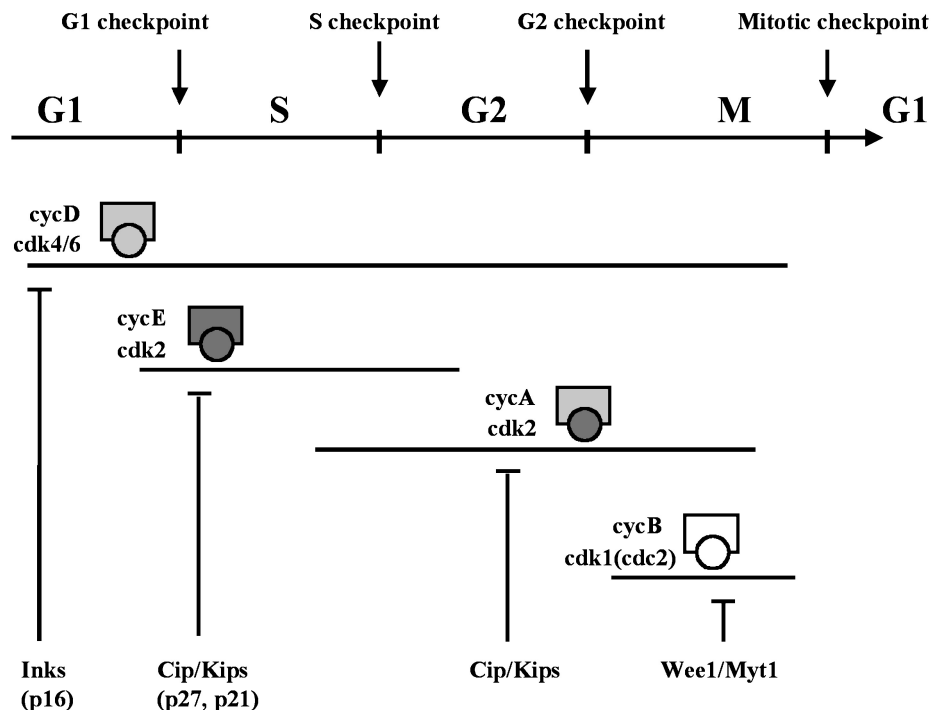 G1 checkpoint S checkpoint G2 checkpoint Mitotic checkpoint
G1 S G2 M G1
cycD
cdk4/6
cycE
cdk2
cycA
cdk2
cycB
cdk1(cdc2)
Inks Cip/Kips Cip/Kips Wee1/Myt1
(p16) (p27, p21)